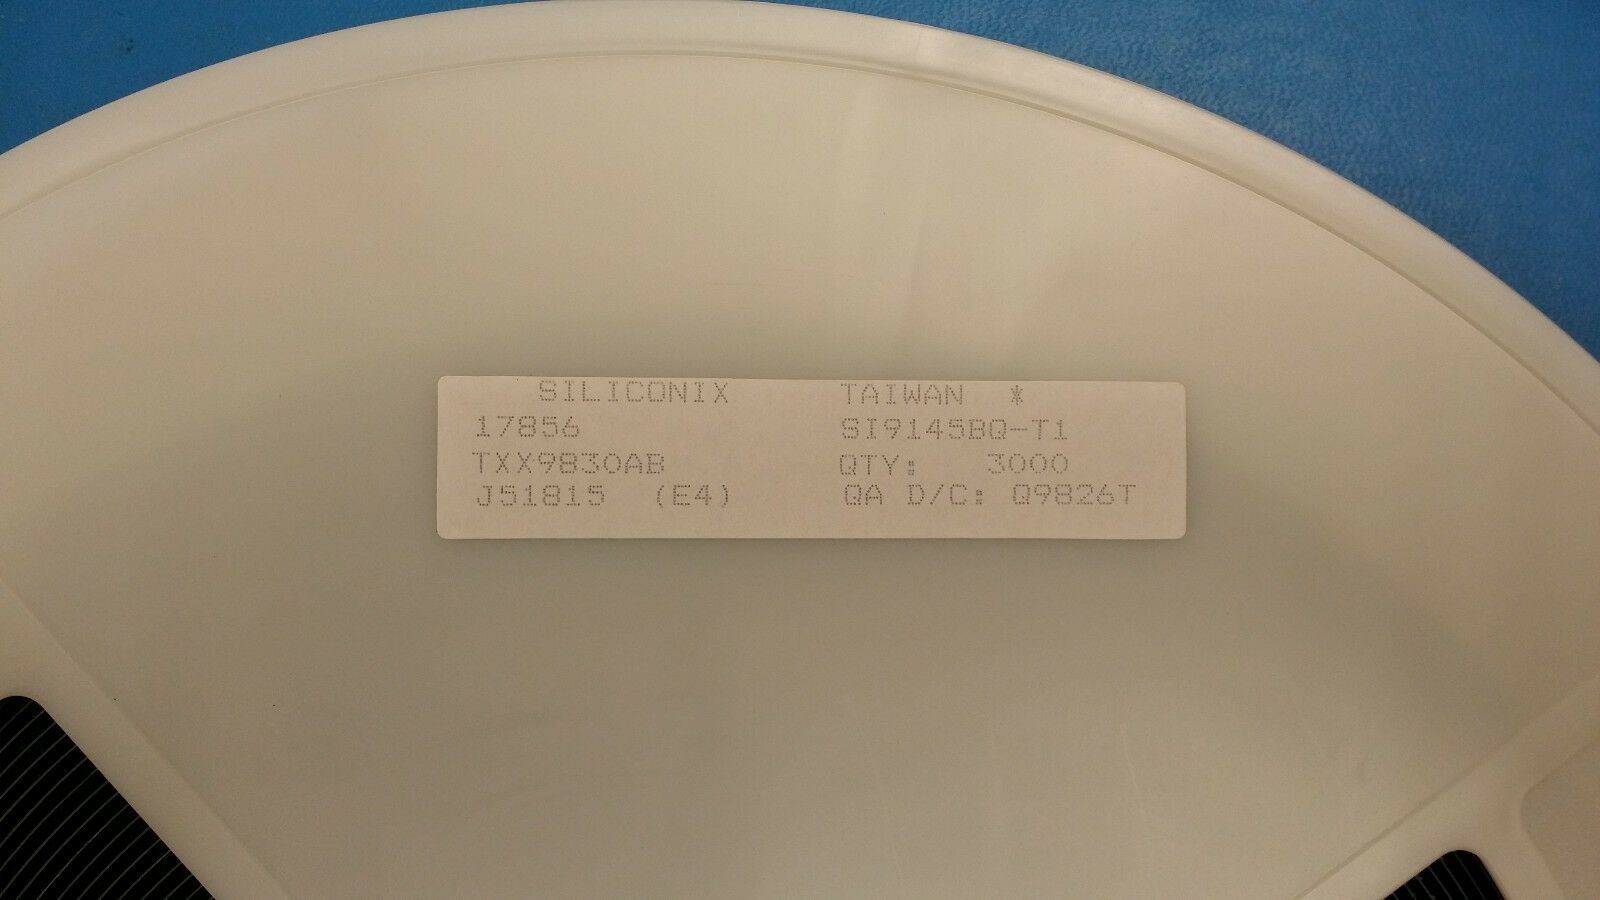 SILICONIX TAIWAN *
17856 SI9145BQ-T1
TXX9830AB QTY: 3000
J51815 (E4) QA D/C: Q9826T